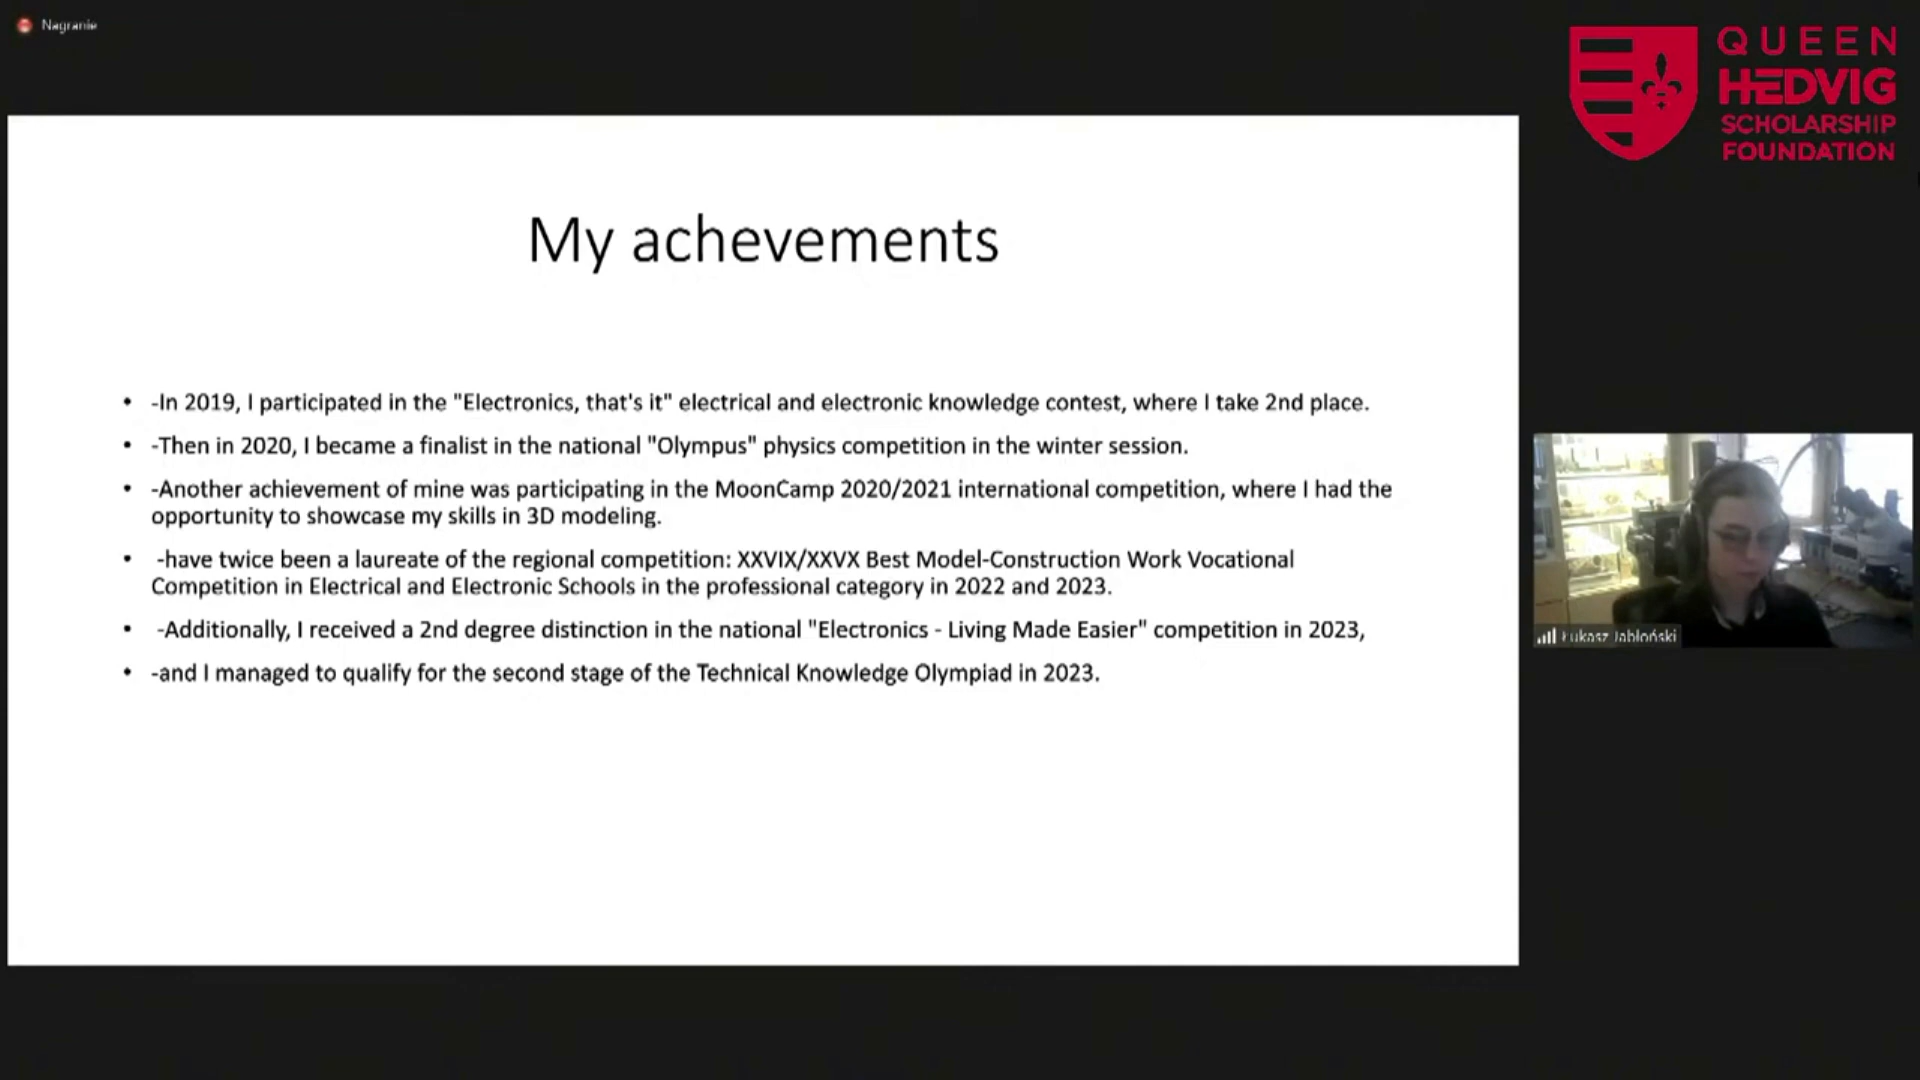 Nagranie
QUEEN
HEDVIG
SCHOLARSHIP
FOUNDATION
My achevements
• -In 2019, I participated in the "Electronics, that's it" electrical and electronic knowledge contest, where I take 2nd place.
• -Then in 2020, I became a finalist in the national "Olympus" physics competition in the winter session.
• -Another achievement of mine was participating in the MoonCamp 2020/2021 international competition, where I had the
opportunity to showcase my skills in 3D modeling.
• -have twice been a laureate of the regional competition: XXVIX/XXVX Best Model-Construction Work Vocational
Competition in Electrical and Electronic Schools in the professional category in 2022 and 2023.
• -Additionally, I received a 2nd degree distinction in the national "Electronics - Living Made Easier" competition in 2023,
• -and I managed to qualify for the second stage of the Technical Knowledge Olympiad in 2023.
Łukasz Jabłoński